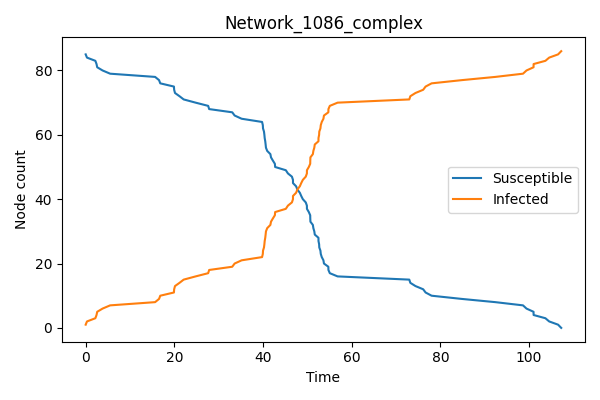 Network_1086_complex
Node count
80
60
40
20
0
Susceptible
Infected
0 20 40 60 80 100
Time